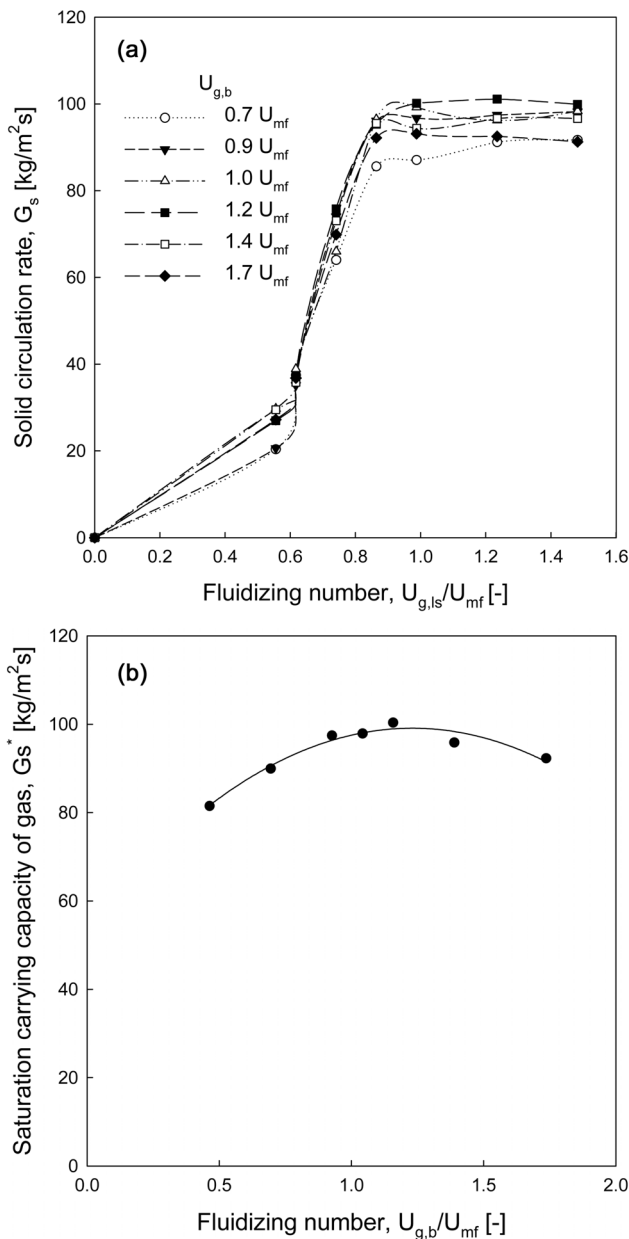 (a)
U_g,b
0.7 U_mf
0.9 U_mf
1.0 U_mf
1.2 U_mf
1.4 U_mf
1.7 U_mf
Solid circulation rate, G_s [kg/m²s]
120
100
80
60
40
20
0
0.0 0.2 0.4 0.6 0.8 1.0 1.2 1.4 1.6
Fluidizing number, U_g,ls/U_mf [-]
(b)
Saturation carrying capacity of gas, Gs* [kg/m²s]
120
100
80
60
40
20
0
0.0 0.5 1.0 1.5 2.0
Fluidizing number, U_g,b/U_mf [-]